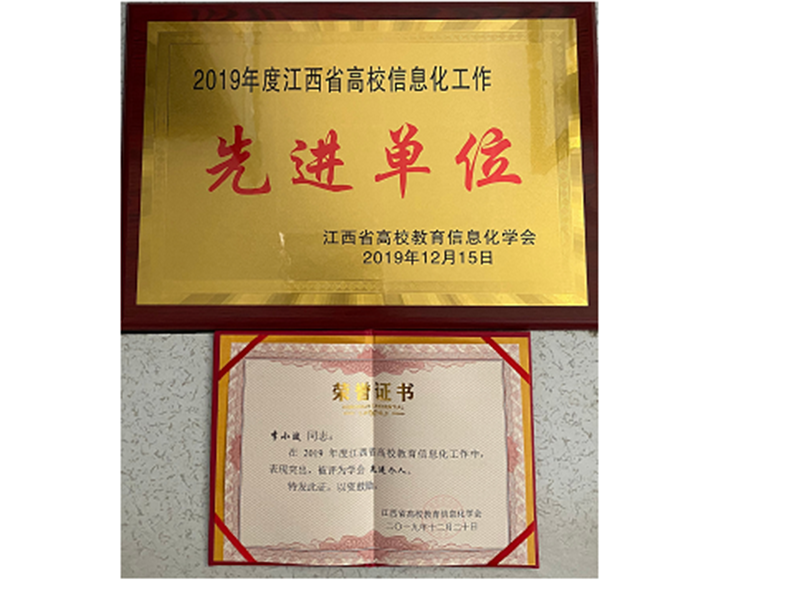 2019年度江西省高校信息化工作
先进单位
江西省高校教育信息化学会
2019年12月15日
荣誉证书
李小波 同志:
在 2019 年度江西省高校教育信息化工作中,
表现突出, 被评为学会 先进个人。
特发此证, 以资鼓励。
江西省高校教育信息化学会
二〇一九年十二月二十日